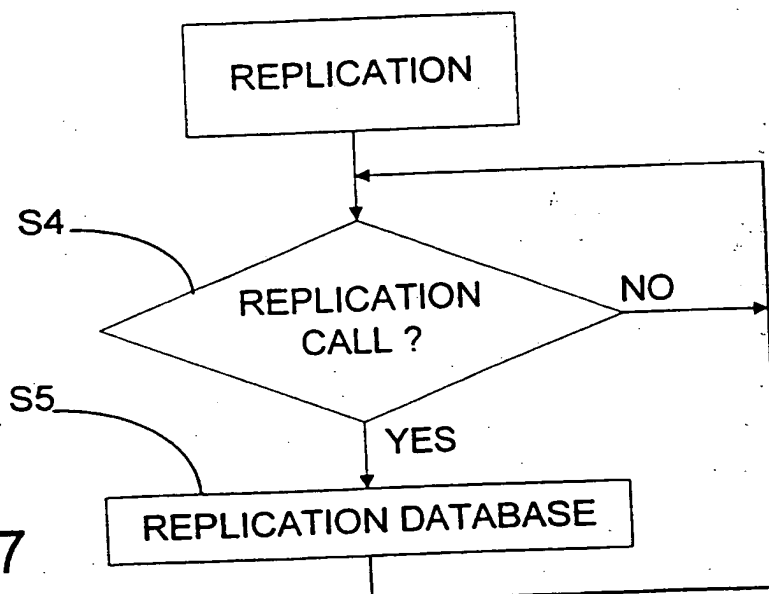 REPLICATION
S4
REPLICATION
CALL ?
NO
S5
YES
REPLICATION DATABASE
7